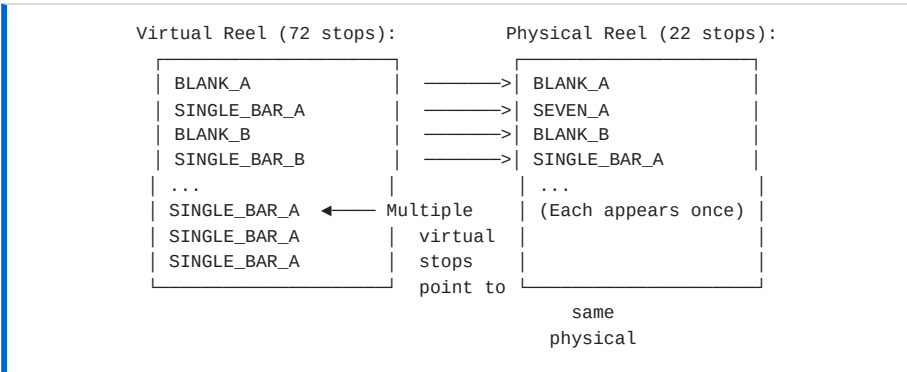 Virtual Reel (72 stops): Physical Reel (22 stops):
BLANK_A ———>| BLANK_A
SINGLE_BAR_A ———>| SEVEN_A
BLANK_B ———>| BLANK_B
SINGLE_BAR_B ———>| SINGLE_BAR_A
... ...
SINGLE_BAR_A ◄——— Multiple (Each appears once)
SINGLE_BAR_A virtual
SINGLE_BAR_A stops
point to
same
physical